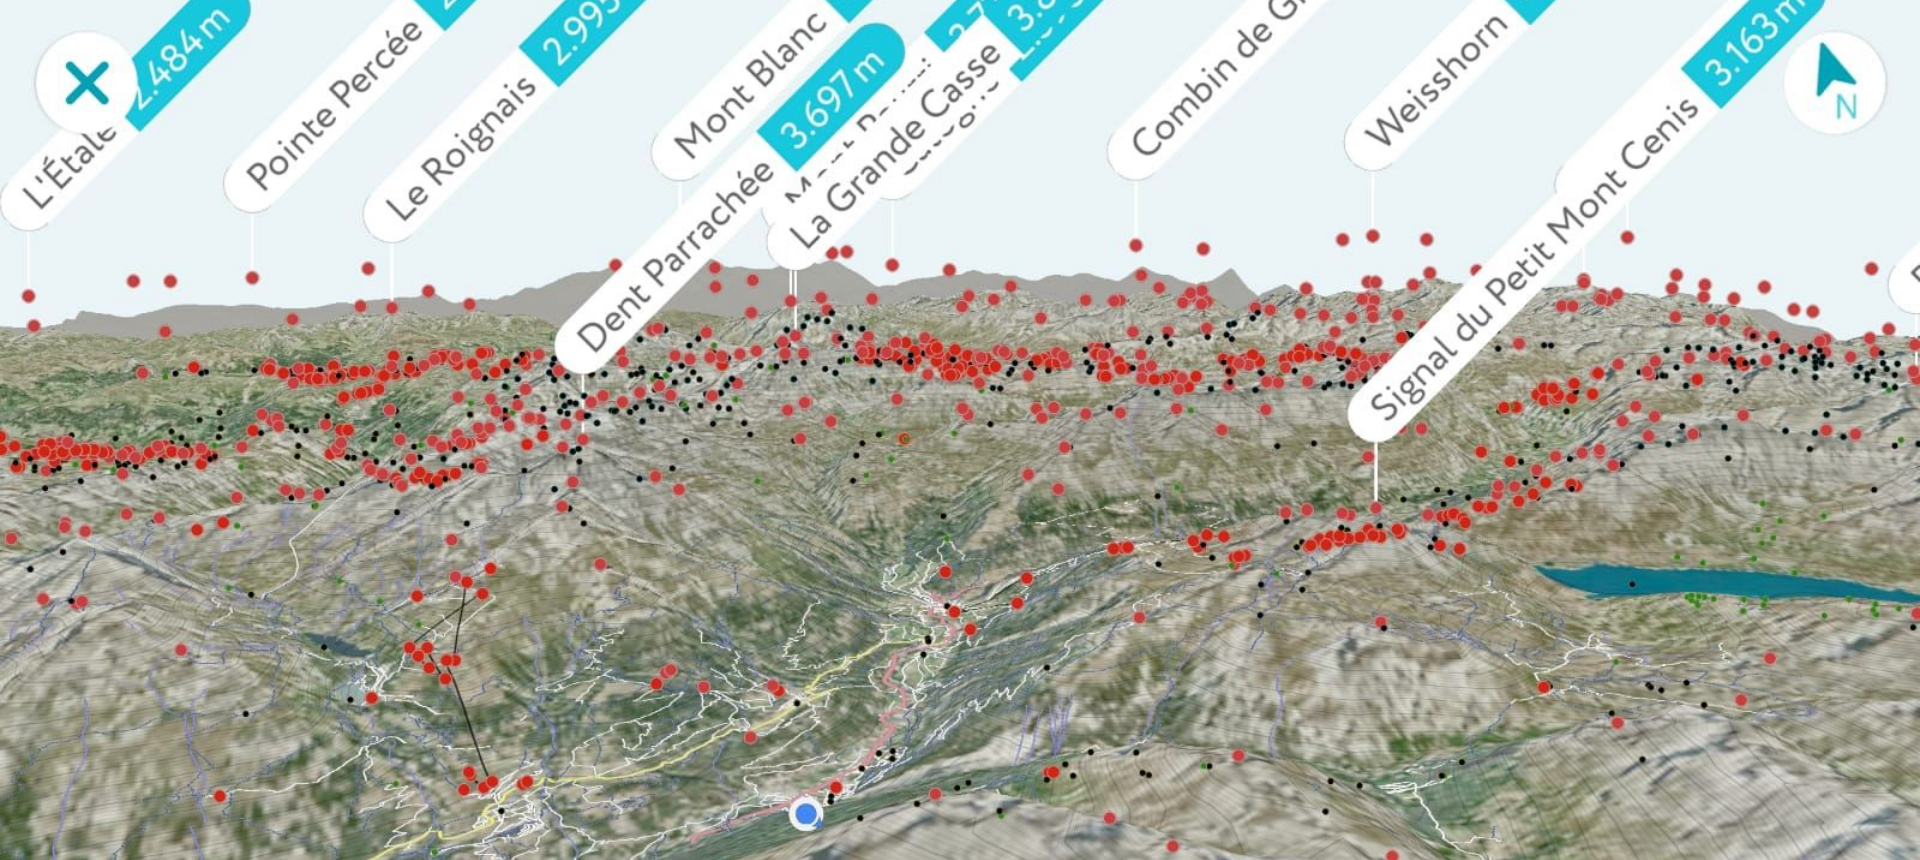 L'Étale 2.484 m
Pointe Percée
Le Roignais 2.995
Mont Blanc
Dent Parrachée 3.697 m
La Grande Casse
Combin de
Weisshorn
Signal du Petit Mont Cenis 3.163 m
N